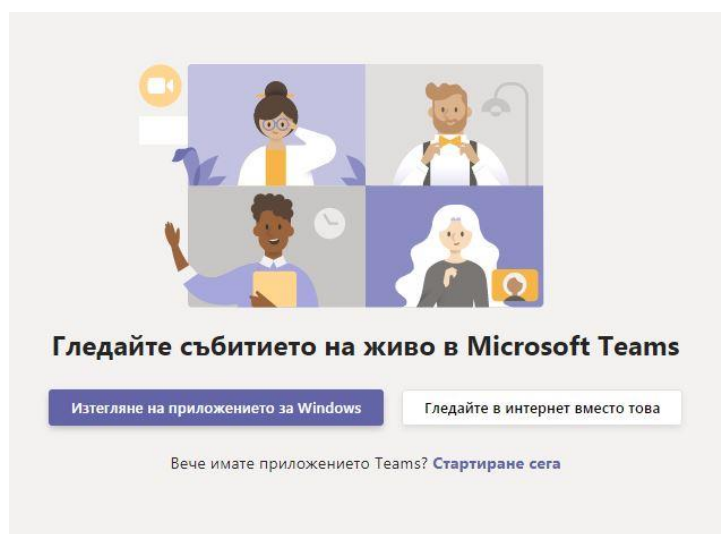 Гледайте събитието на живо в Microsoft Teams
Изтегляне на приложението за Windows
Гледайте в интернет вместо това
Вече имате приложението Teams? Стартиране сега